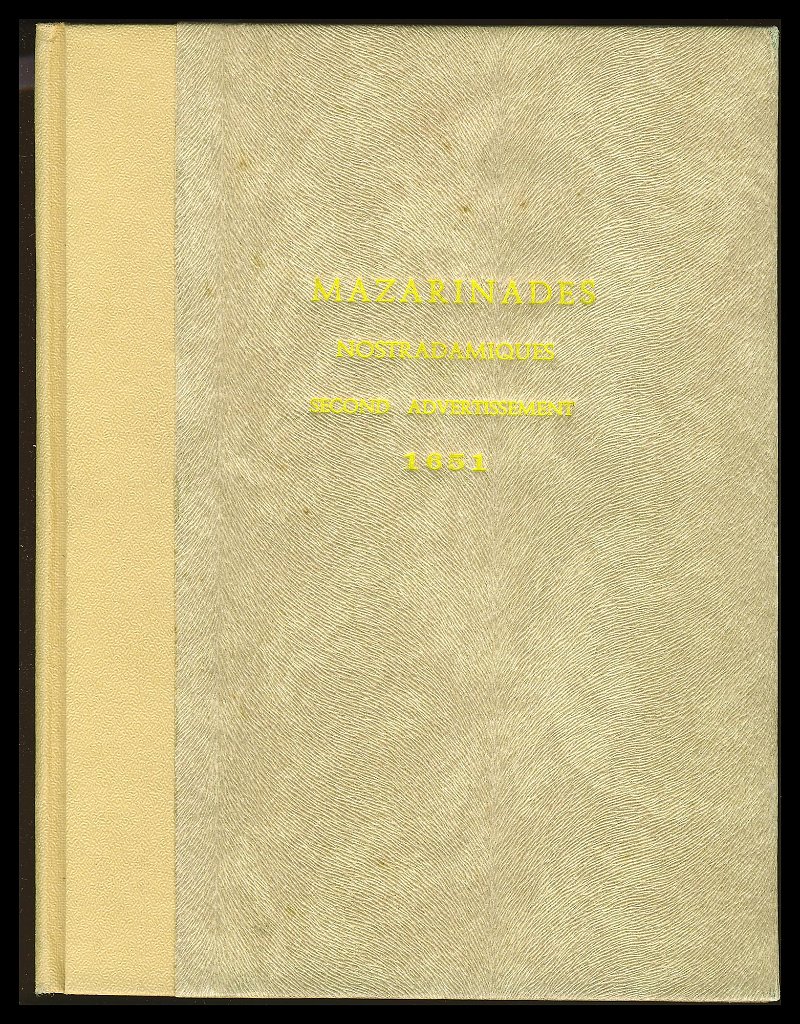 MAZARINADES
NOSTRADAMIQUES
SECOND ADVERTISSEMENT
1651